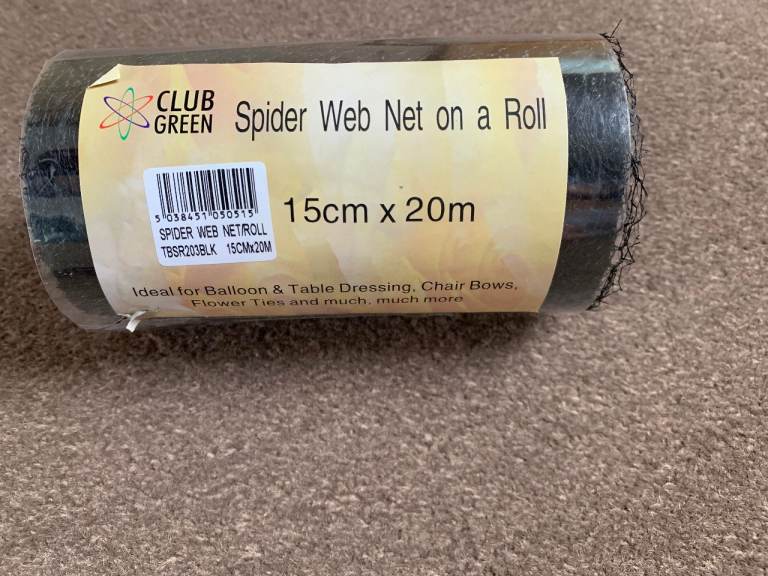 CLUB
GREEN
Spider Web Net on a Roll
5 038451 050515
SPIDER WEB NET/ROLL
TBSR203BLK 15CMx20M
15cm x 20m
Ideal for Balloon & Table Dressing, Chair Bows,
Flower Ties and much, much more